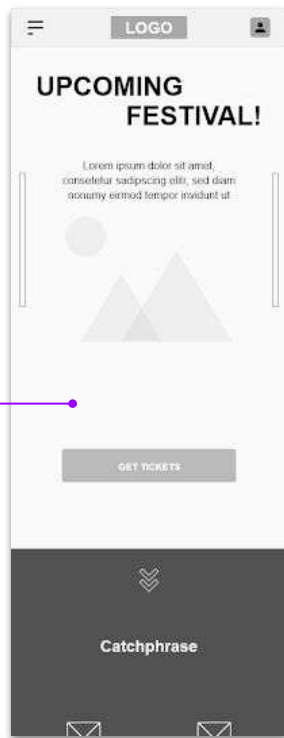 LOGO
UPCOMING
FESTIVAL!
Lorem ipsum dolor sit amet,
consetetur sadipscing elitr, sed diam
nonumy eirmod tempor invidunt ut
GET TICKETS
Catchphrase